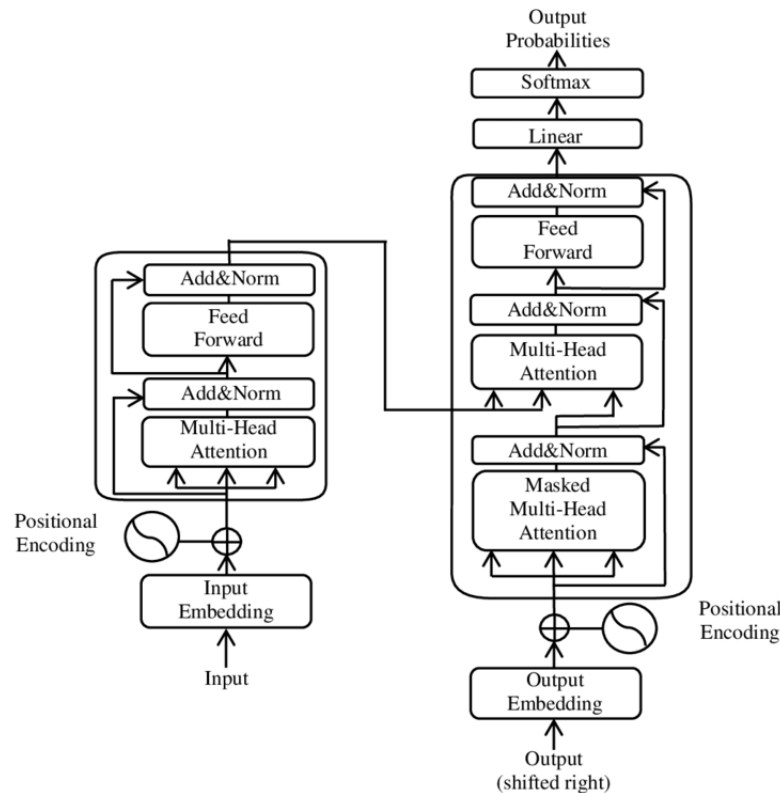 Output
Probabilities
Softmax
Linear
Add&Norm
Feed
Forward
Add&Norm
Multi-Head
Attention
Add&Norm
Masked
Multi-Head
Attention
Positional
Encoding
Output
Embedding
Output
(shifted right)
Add&Norm
Feed
Forward
Add&Norm
Multi-Head
Attention
Positional
Encoding
Input
Embedding
Input